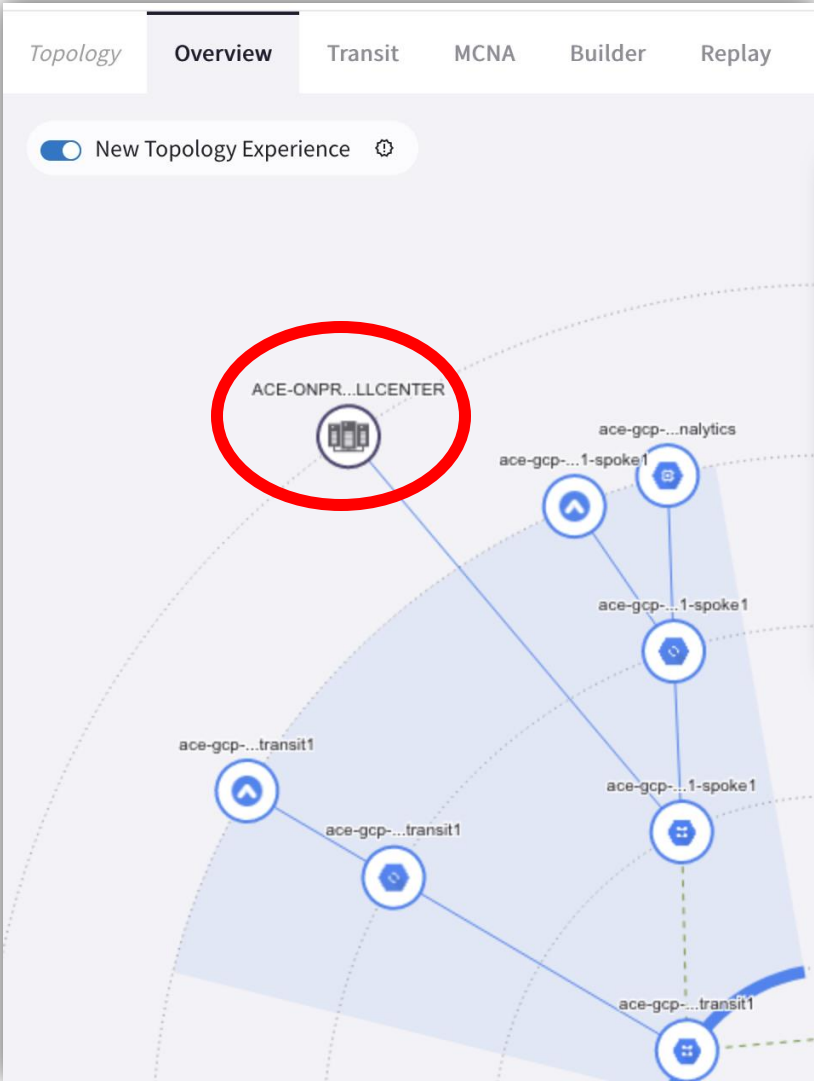 Topology Overview Transit MCNA Builder Replay
New Topology Experience
ACE-ONPR...LLCENTER
ace-gcp-...nalytics
ace-gcp-...1-spoke1
ace-gcp-...1-spoke1
ace-gcp-...transit1
ace-gcp-...1-spoke1
ace-gcp-...transit1
ace-gcp-...transit1